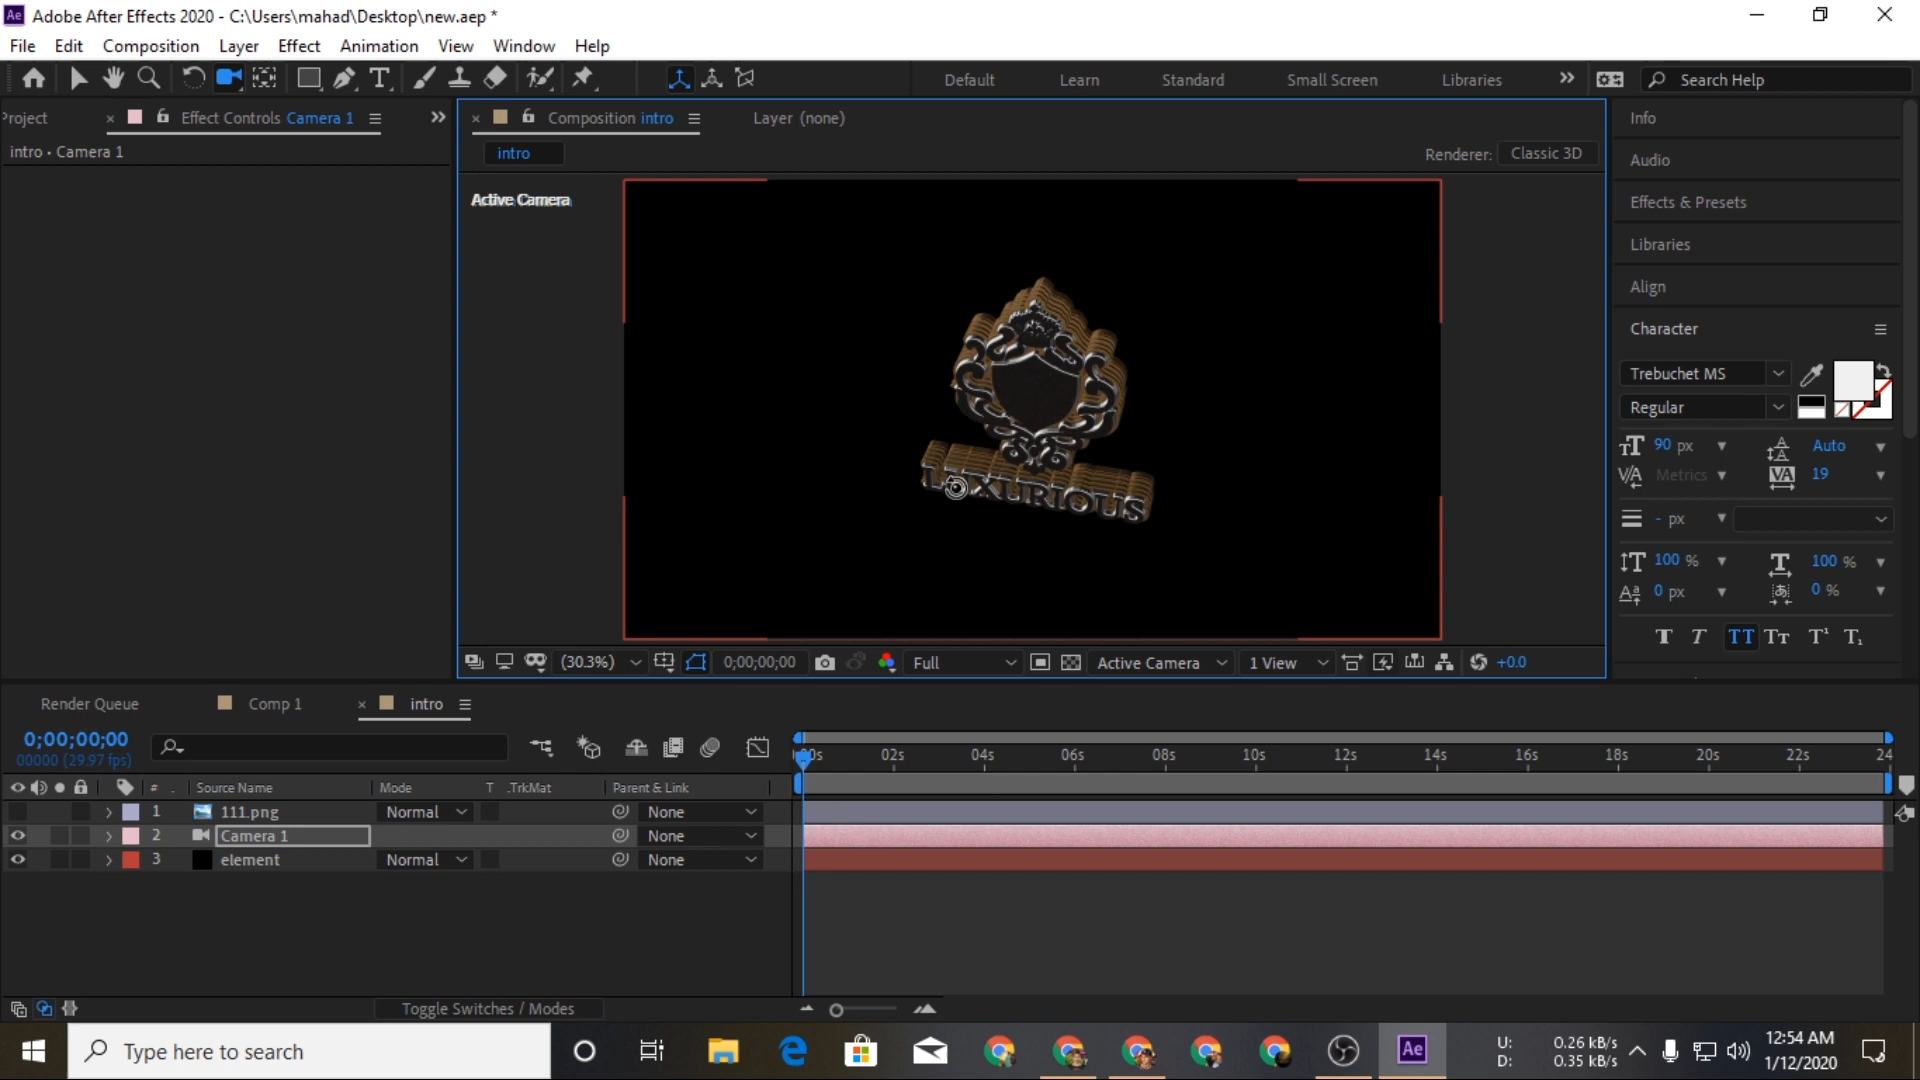 Ae Adobe After Effects 2020 - C:\Users\mahad\Desktop\new.aep *
File Edit Composition Layer Effect Animation View Window Help
Default Learn Standard Small Screen Libraries Search Help
Project Effect Controls Camera 1 Composition intro Layer (none) Info
intro • Camera 1 intro Renderer: Classic 3D
Audio
Active Camera
Effects & Presets
Libraries
Align
Character
Trebuchet MS
Regular
90 px Auto
Metrics 19
- px
100 % 100 %
0 px 0 %
LUXURIOUS
(30.3%) 0;00;00;00 Full Active Camera 1 View +0.0
Render Queue Comp 1 intro
0;00;00;00
00000 (29.97 fps)
02s 04s 06s 08s 10s 12s 14s 16s 18s 20s 22s 24
# Source Name Mode T .TrkMat Parent & Link
1 111.png Normal None
2 Camera 1 None
3 element Normal None
Toggle Switches / Modes
Type here to search Ae
U: 0.26 kB/s
D: 0.35 kB/s
12:54 AM
1/12/2020